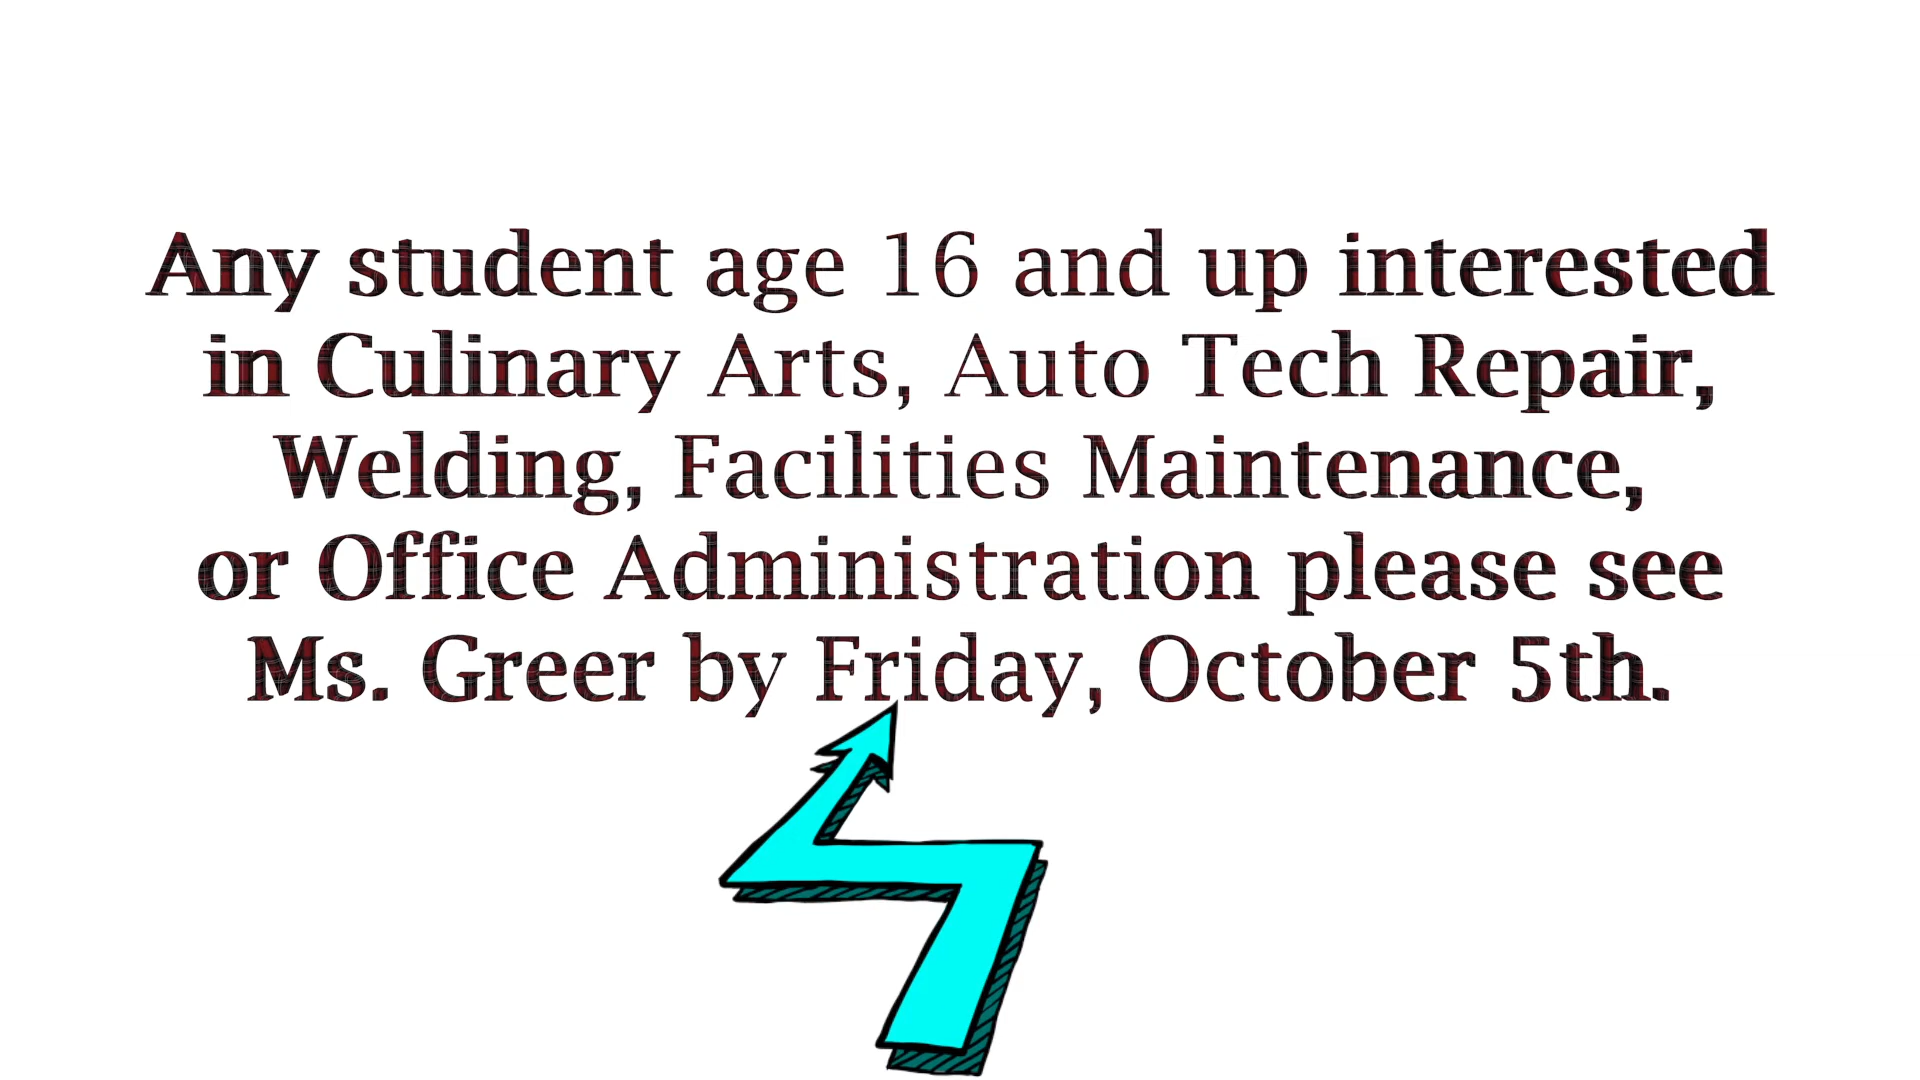 Any student age 16 and up interested
in Culinary Arts, Auto Tech Repair,
Welding, Facilities Maintenance,
or Office Administration please see
Ms. Greer by Friday, October 5th.